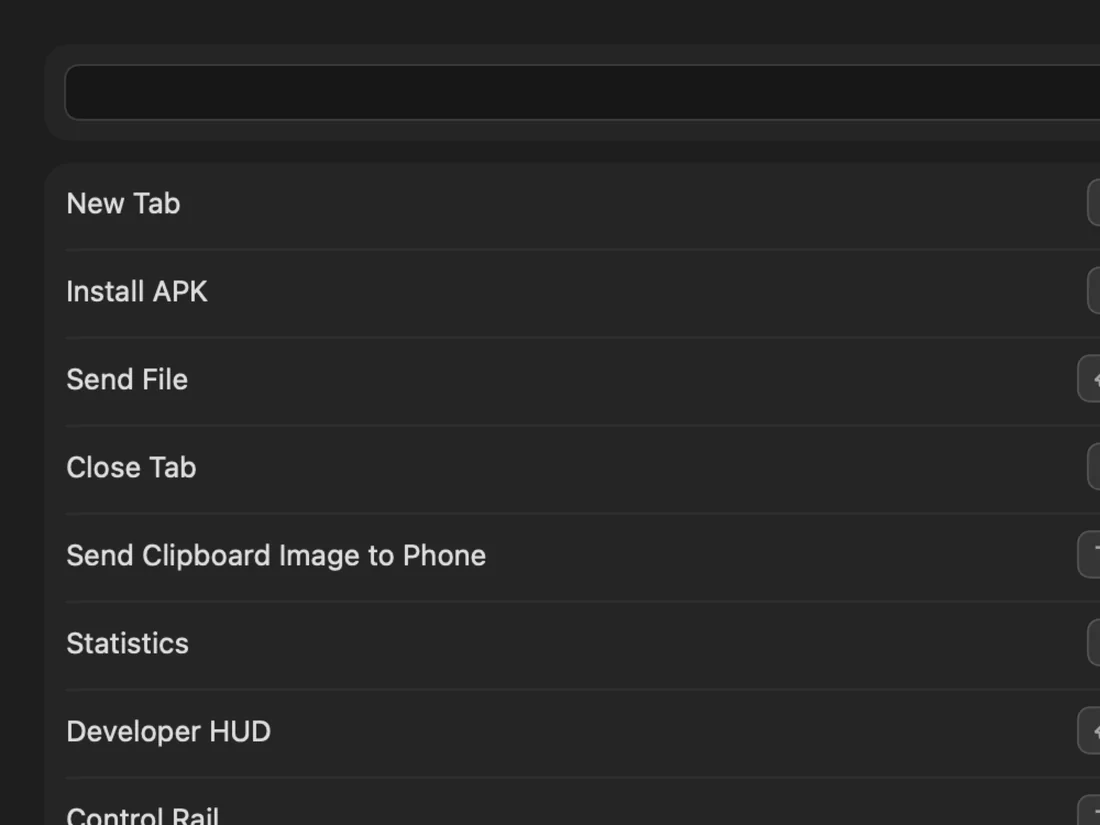 New Tab
Install APK
Send File
Close Tab
Send Clipboard Image to Phone
Statistics
Developer HUD
Control Rail